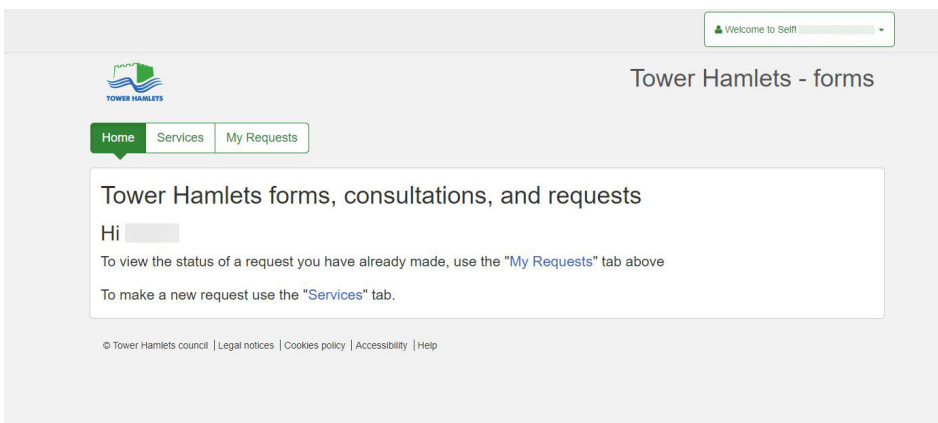 Welcome to Self!
TOWER HAMLETS
Tower Hamlets - forms
Home Services My Requests
Tower Hamlets forms, consultations, and requests
Hi
To view the status of a request you have already made, use the "My Requests" tab above
To make a new request use the "Services" tab.
© Tower Hamlets council | Legal notices | Cookies policy | Accessibility | Help